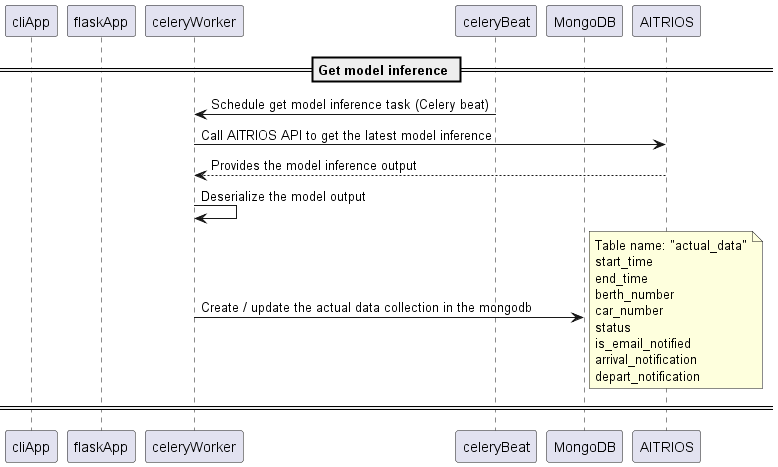 cliApp flaskApp celeryWorker celeryBeat MongoDB AITRIOS
Get model inference
Schedule get model inference task (Celery beat)
Call AITRIOS API to get the latest model inference
Provides the model inference output
Deserialize the model output
Table name: "actual_data"
start_time
end_time
berth_number
car_number
Create / update the actual data collection in the mongodb
status
is_email_notified
arrival_notification
depart_notification
cliApp flaskApp celeryWorker celeryBeat MongoDB AITRIOS